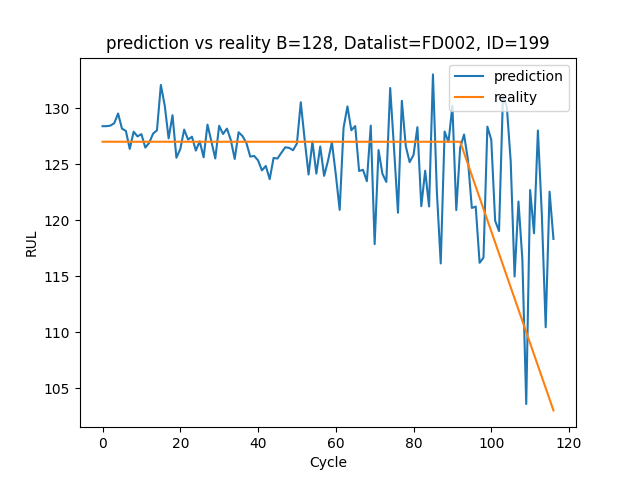 prediction vs reality B=128, Datalist=FD002, ID=199
prediction
reality
130
125
120
115
110
105
RUL
0 20 40 60 80 100 120
Cycle